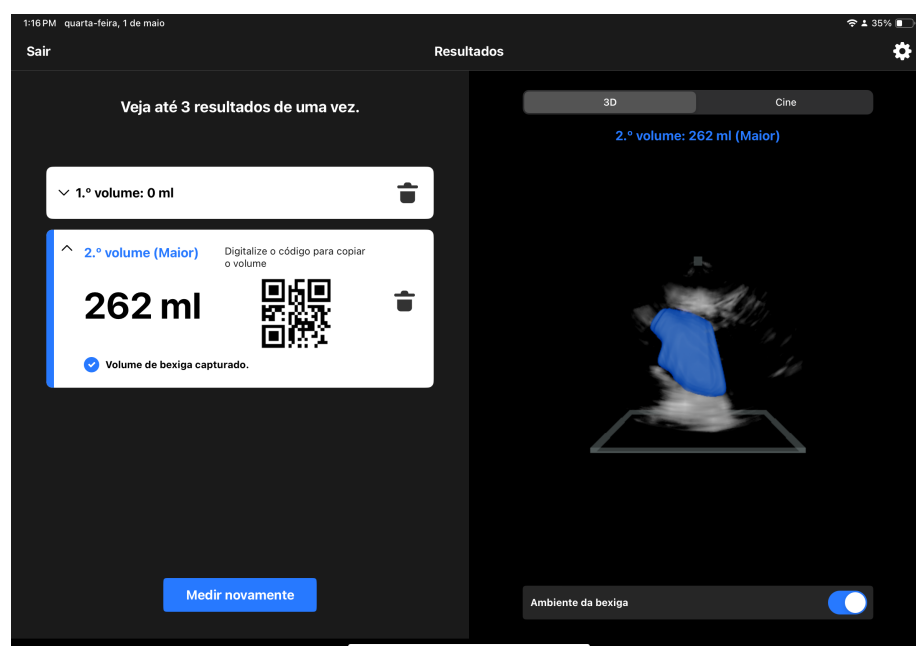 1:16 PM quarta-feira, 1 de maio
35%
Sair
Resultados
Veja até 3 resultados de uma vez.
1.º volume: 0 ml
2.º volume (Maior)
Digitalize o código para copiar
o volume
262 ml
Volume de bexiga capturado.
Medir novamente
3D
Cine
2.º volume: 262 ml (Maior)
Ambiente da bexiga